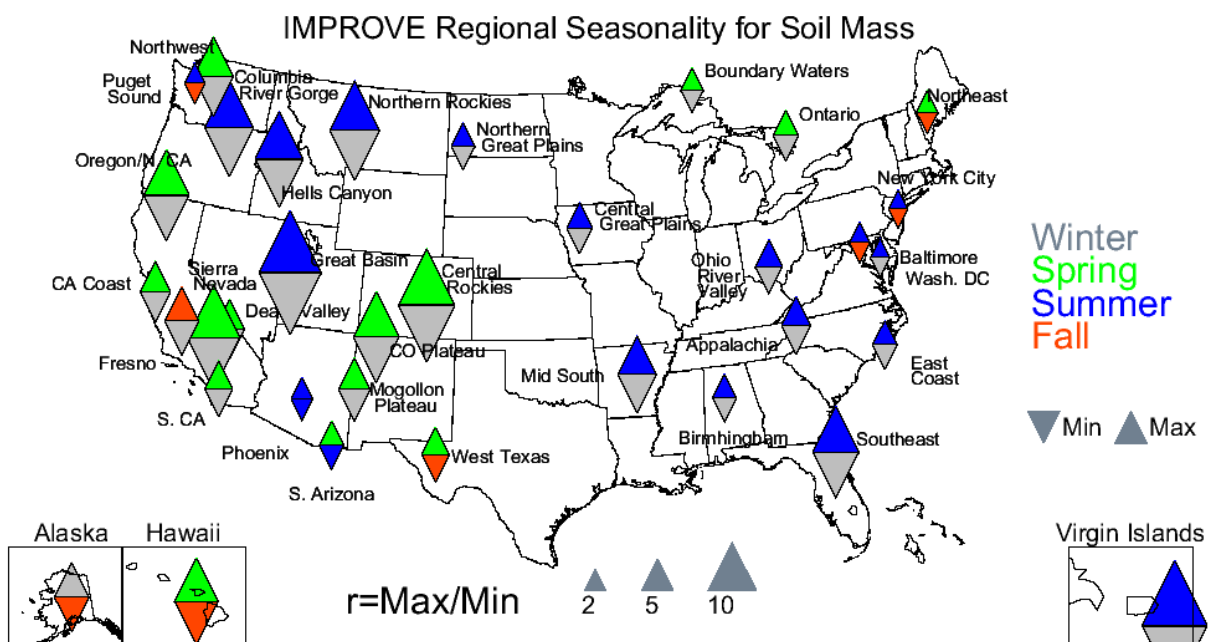 IMPROVE Regional Seasonality for Soil Mass
Northwest
Puget
Sound
Columbia
River Gorge
Northern Rockies
Northern
Great Plains
Boundary Waters
Ontario
Northeast
Oregon/N. CA
Hells Canyon
New York City
Central
Great Plains
CA Coast
Sierra
Nevada
Great Basin
Central
Rockies
Ohio
River
Valley
Baltimore
Wash. DC
Death Valley
Fresno
CO Plateau
Appalachia
East
Coast
Mid South
S. CA
Mogollon
Plateau
Birmhingham
Phoenix
West Texas
Southeast
S. Arizona
Winter
Spring
Summer
Fall
Min
Max
Alaska
Hawaii
Virgin Islands
r=Max/Min
2
5
10